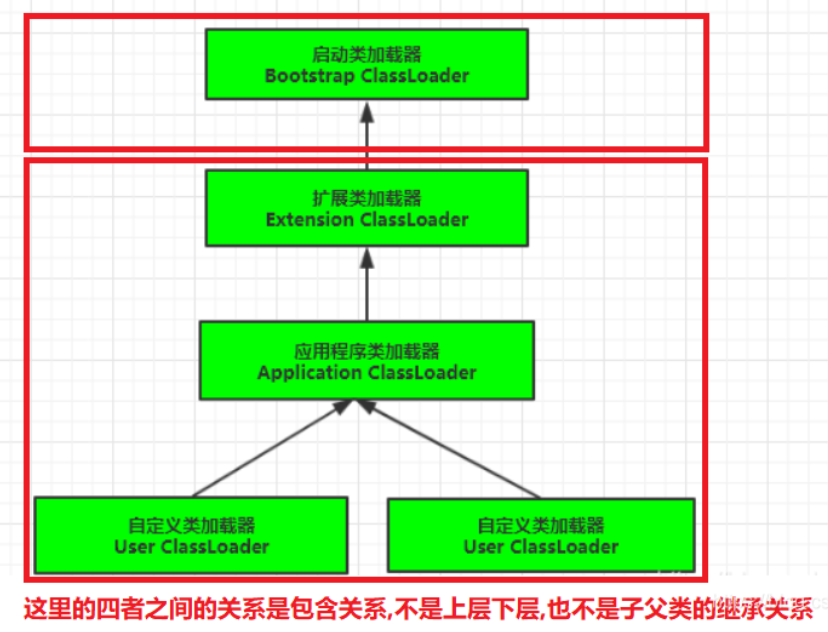 启动类加载器
Bootstrap ClassLoader
扩展类加载器
Extension ClassLoader
应用程序类加载器
Application ClassLoader
自定义类加载器
User ClassLoader
自定义类加载器
User ClassLoader
这里的四者之间的关系是包含关系,不是上层下层,也不是子父类的继承关系